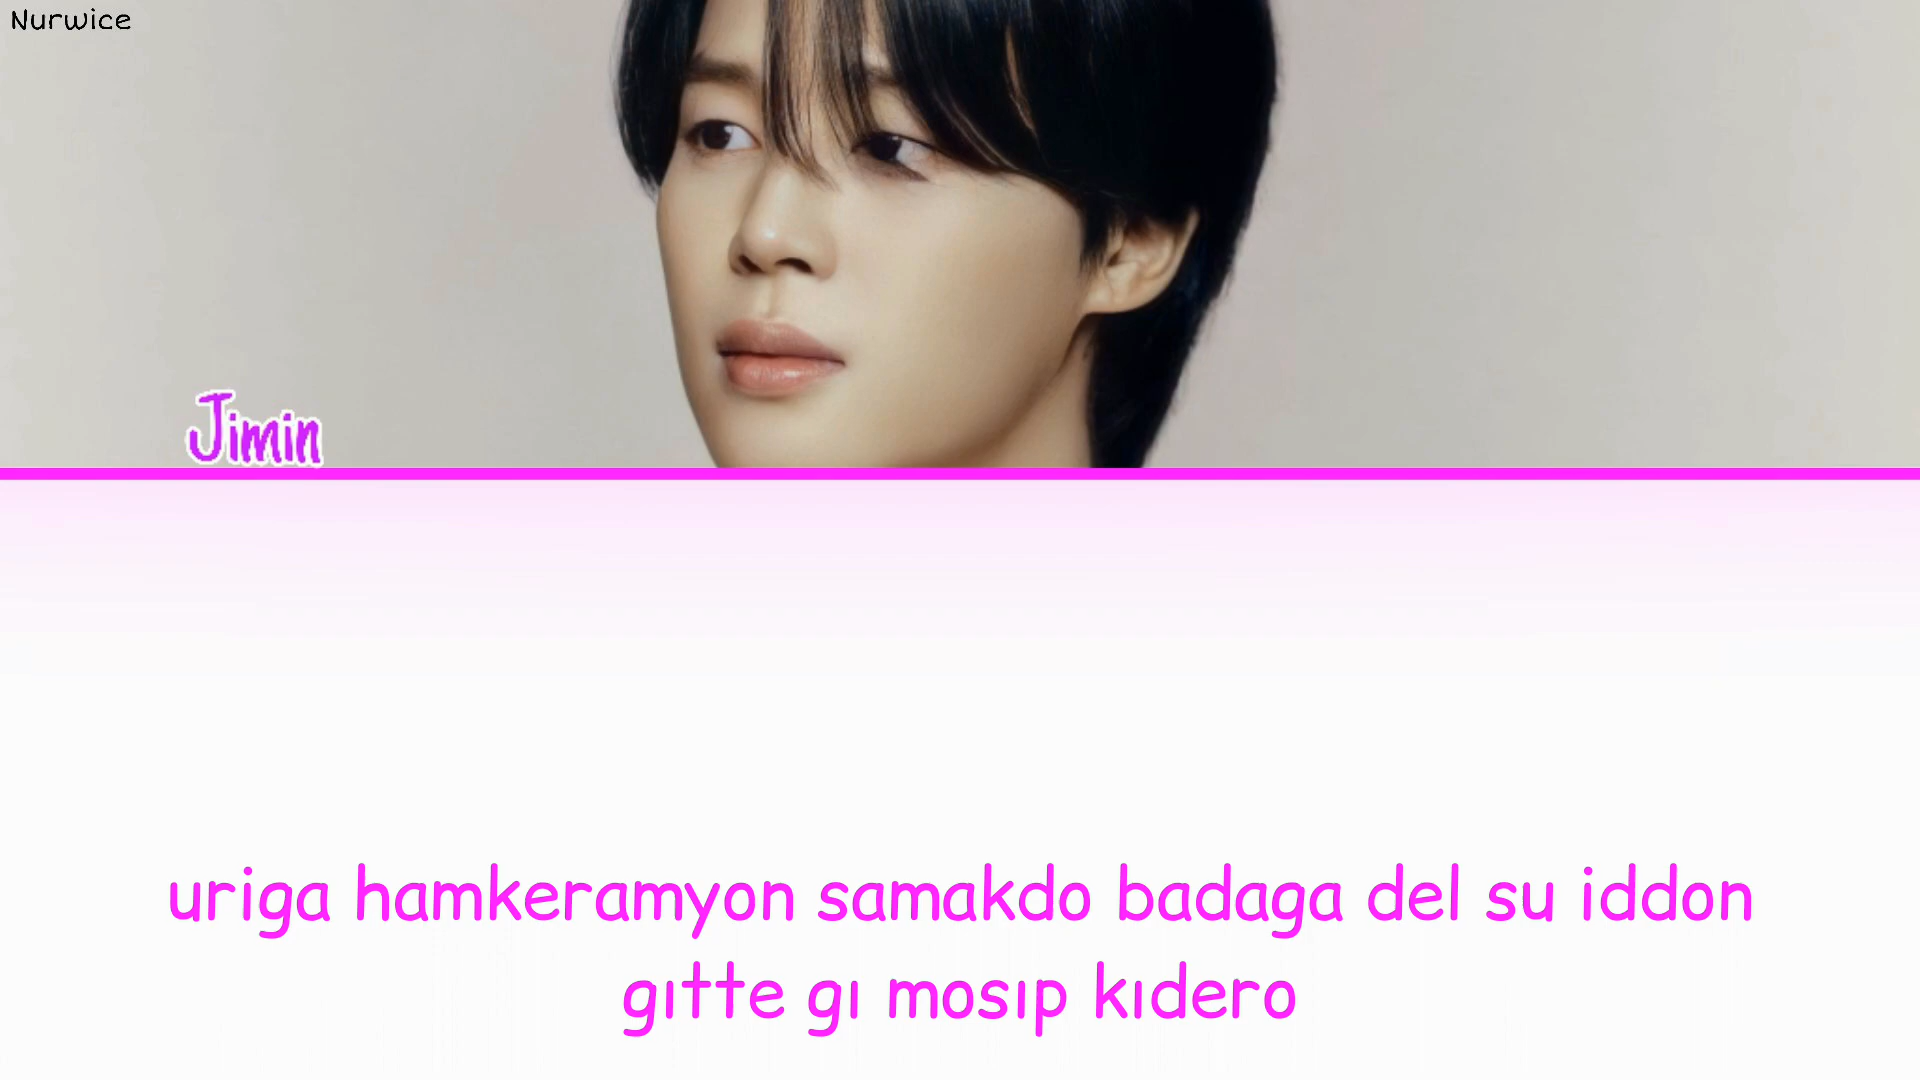 Nurwice
Jimin
uriga hamkeramyon samakdo badaga del su iddon
gıtte gı mosıp kıdero